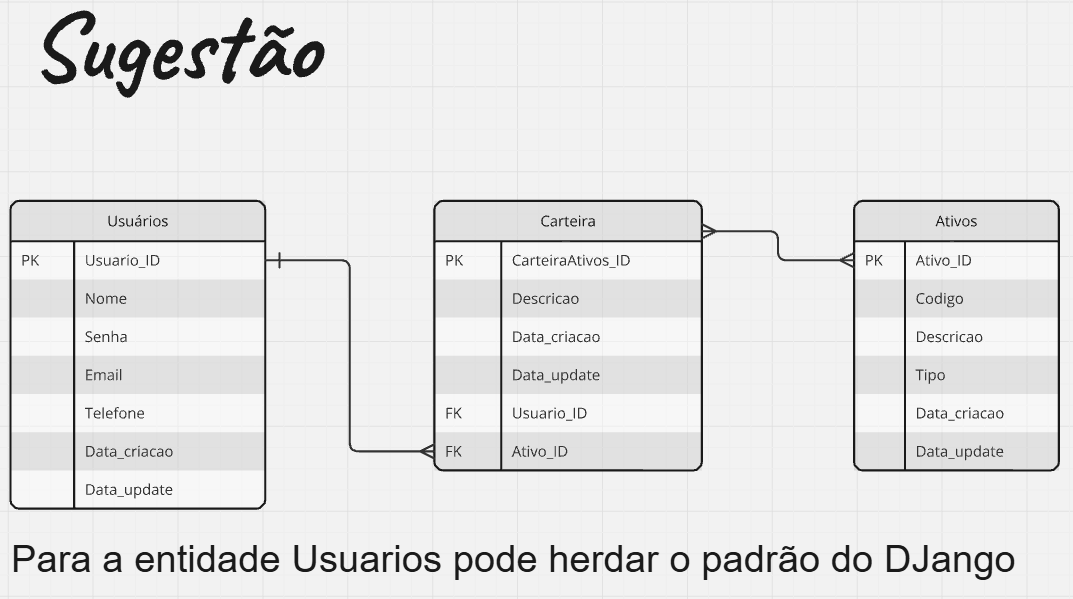 Sugestão
Usuários
PK Usuario_ID
Nome
Senha
Email
Telefone
Data_criacao
Data_update
Carteira
PK CarteiraAtivos_ID
Descricao
Data_criacao
Data_update
FK Usuario_ID
FK Ativo_ID
Ativos
PK Ativo_ID
Codigo
Descricao
Tipo
Data_criacao
Data_update
Para a entidade Usuarios pode herdar o padrão do DJango